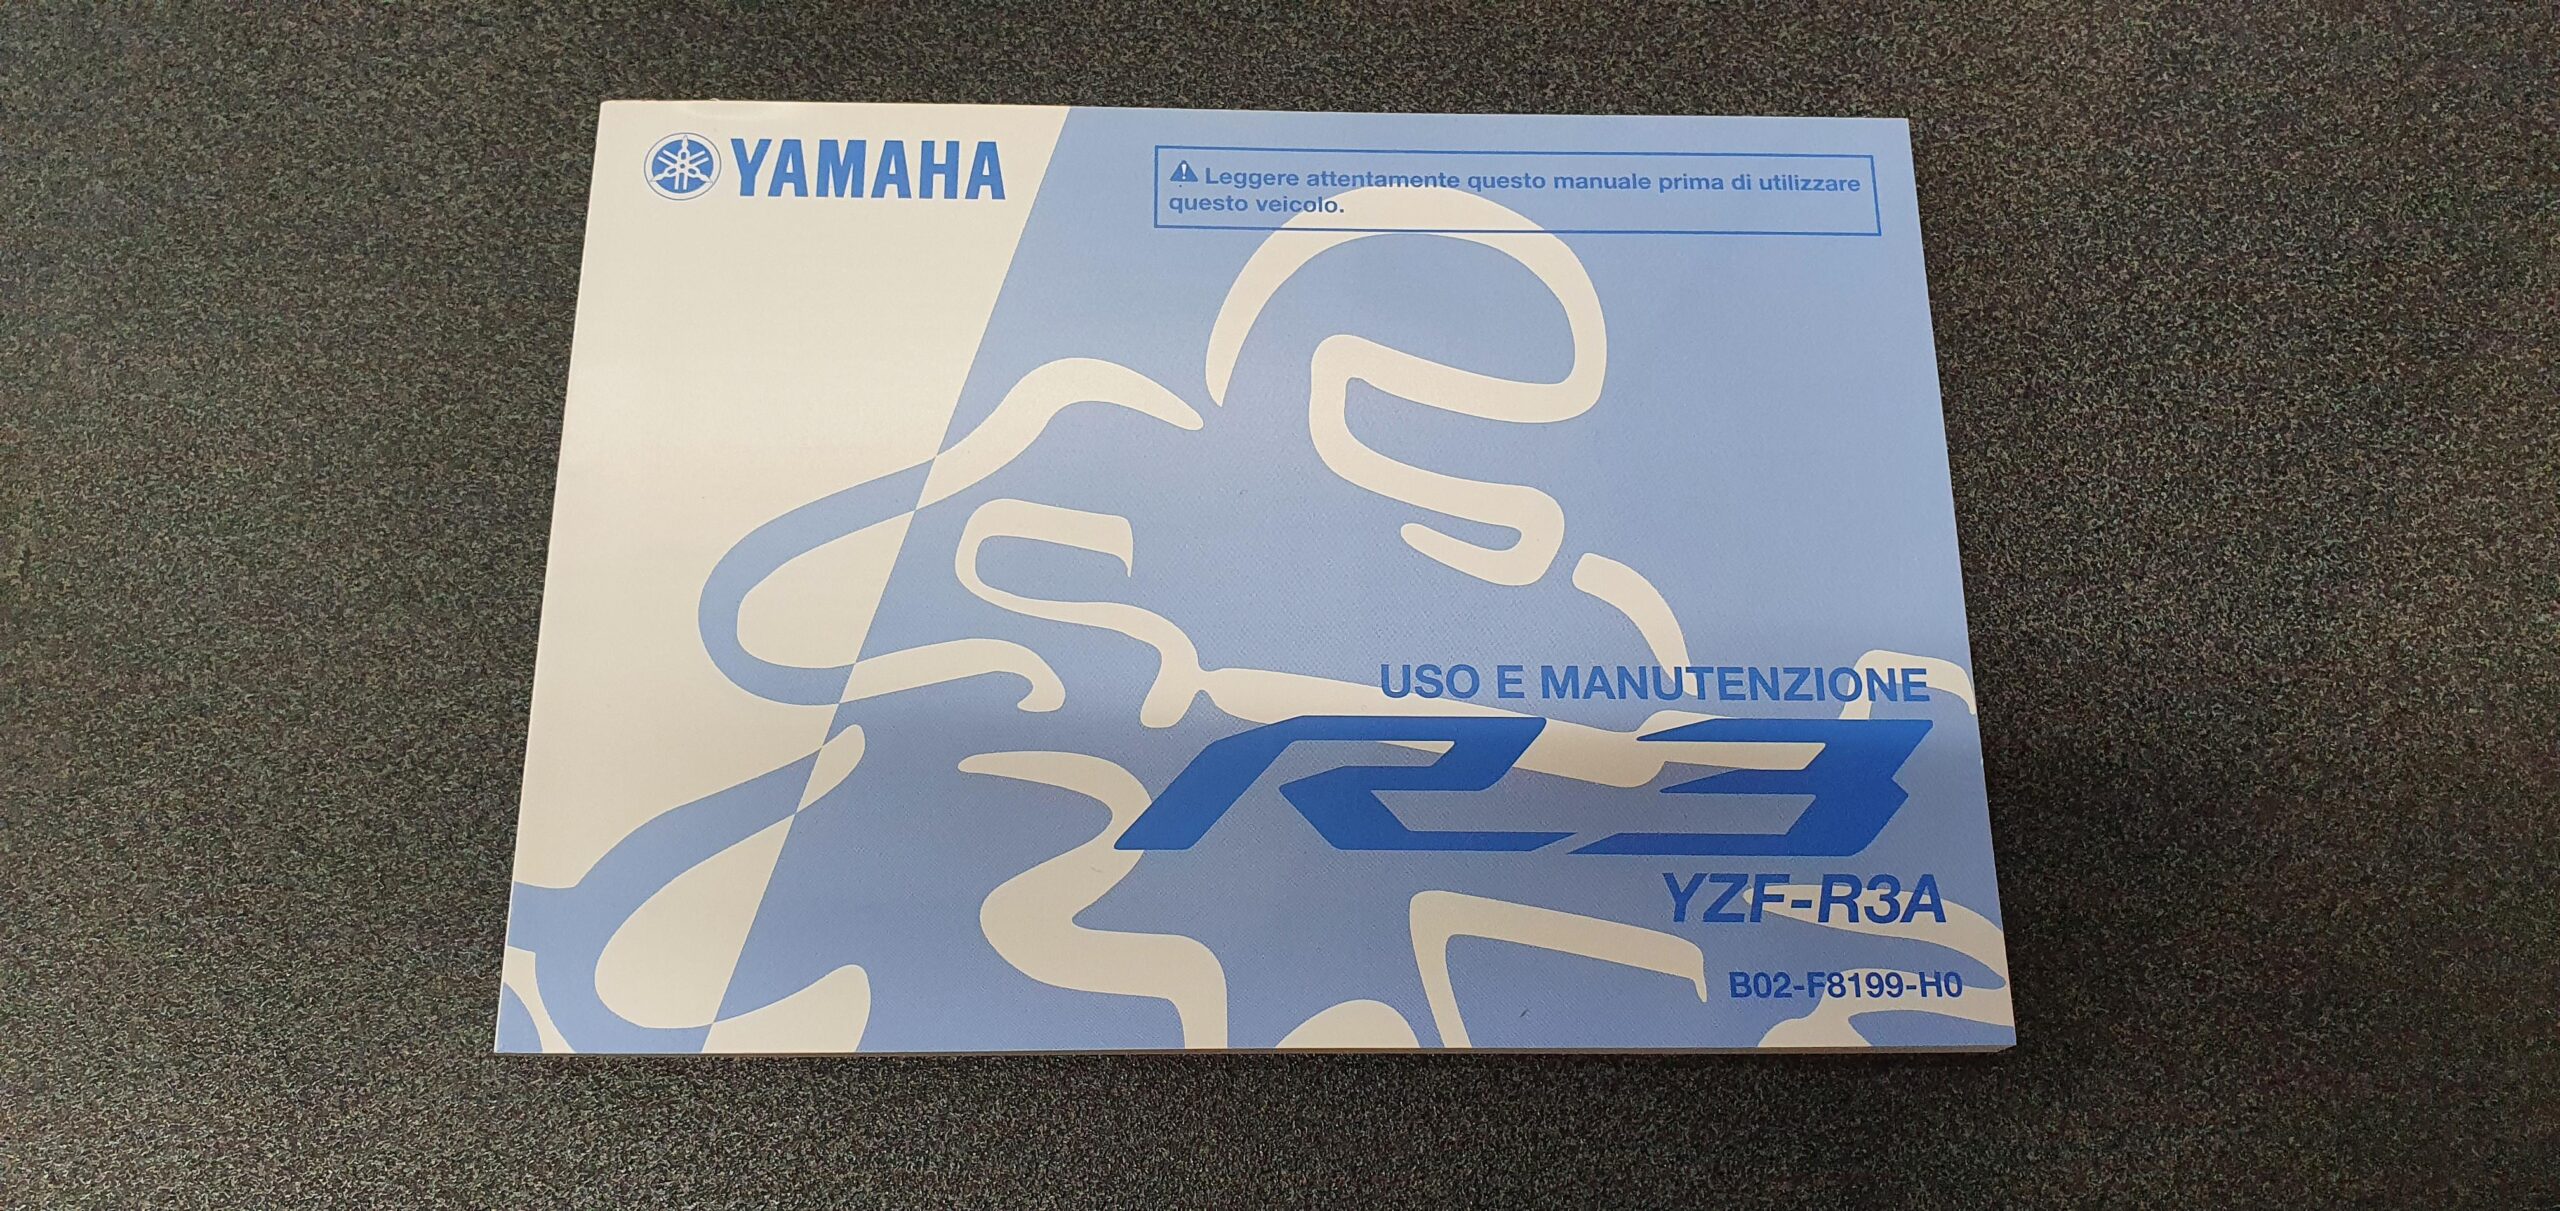 YAMAHA
Leggere attentamente questo manuale prima di utilizzare
questo veicolo.
USO E MANUTENZIONE
R3
YZF-R3A
B02-F8199-H0